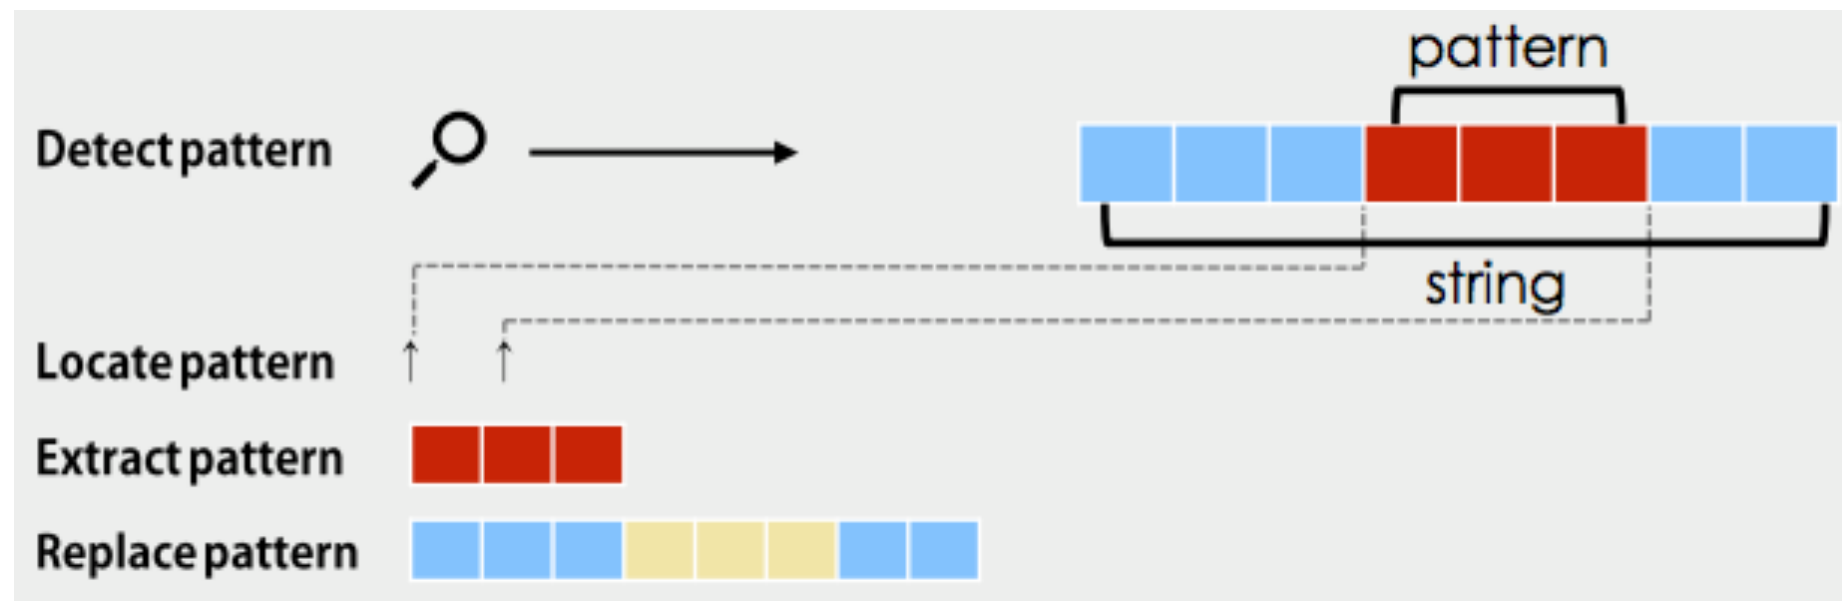 pattern
Detect pattern
string
Locate pattern
Extract pattern
Replace pattern